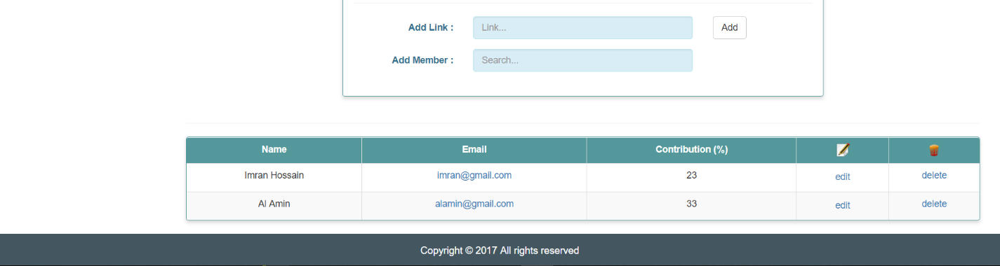 Add Link : Link... Add
Add Member : Search...
Name Email Contribution (%)
Imran Hossain imran@gmail.com 23 edit delete
Al Amin alamin@gmail.com 33 edit delete
Copyright © 2017 All rights reserved